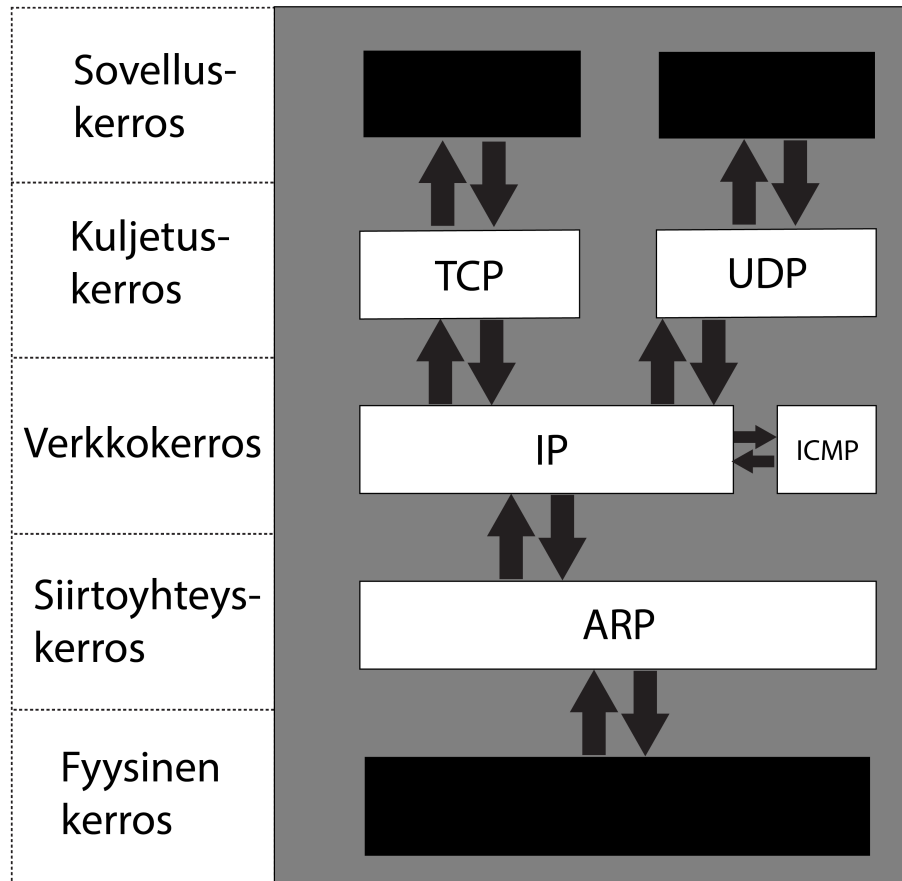 Sovellus-
kerros
Kuljetus-
kerros
TCP
UDP
Verkkokerros
IP
ICMP
Siirtoyhteys-
kerros
ARP
Fyysinen
kerros